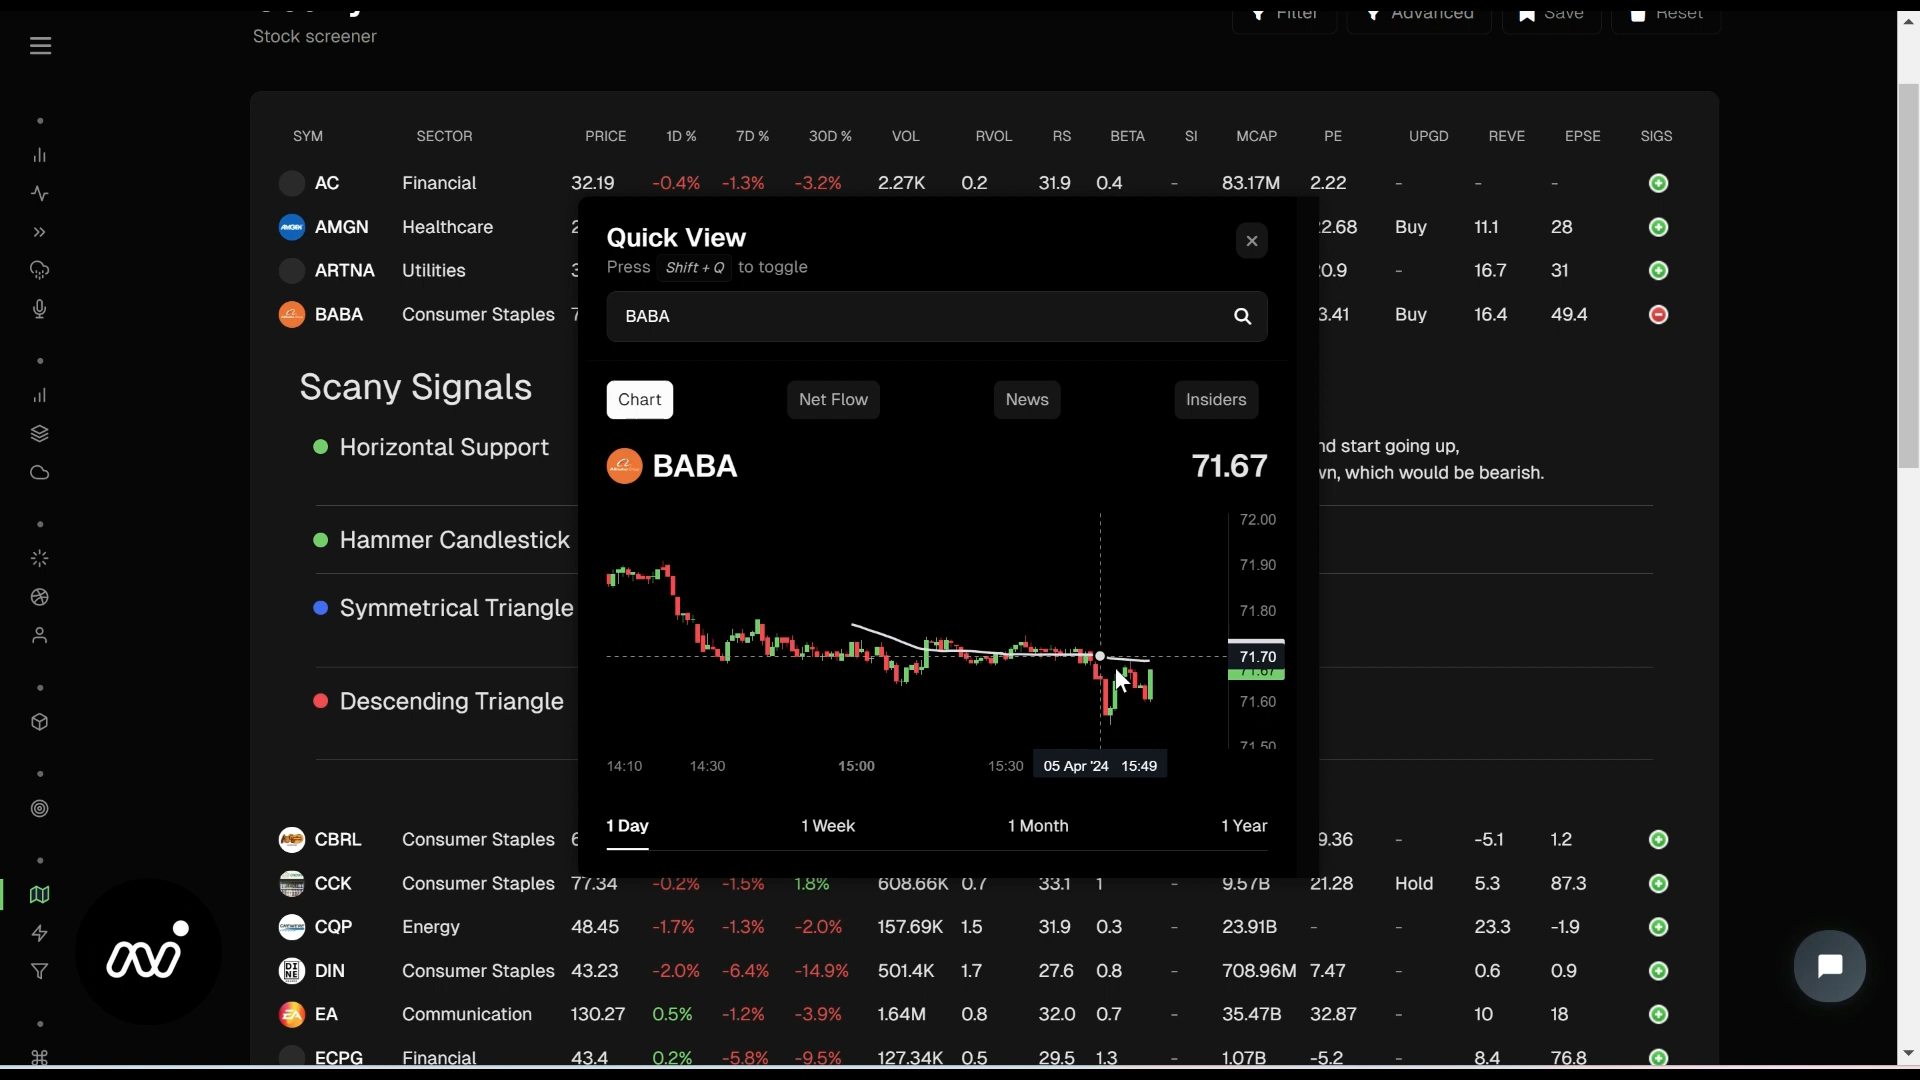 Stock screener
Filter Advanced Save Reset
SYM SECTOR PRICE 1D % 7D % 30D % VOL RVOL RS BETA SI MCAP PE UPGD REVE EPSE SIGS
AC Financial 32.19 -0.4% -1.3% -3.2% 2.27K 0.2 31.9 0.4 - 83.17M 2.22 - - -
AMGN Healthcare 2.68 Buy 11.1 28
ARTNA Utilities 0.9 - 16.7 31
BABA Consumer Staples 3.41 Buy 16.4 49.4
Scany Signals
Horizontal Support
nd start going up,
wn, which would be bearish.
Hammer Candlestick
Symmetrical Triangle
Descending Triangle
Quick View
Press Shift + Q to toggle
BABA
Chart Net Flow News Insiders
BABA 71.67
72.00
71.90
71.80
71.70
71.67
71.60
71.50
14:10 14:30 15:00 15:30 05 Apr '24 15:49
1 Day 1 Week 1 Month 1 Year
CBRL Consumer Staples 9.36 - -5.1 1.2
CCK Consumer Staples 77.34 -0.2% -1.5% 1.8% 608.66K 0.7 33.1 1 - 9.57B 21.28 Hold 5.3 87.3
CQP Energy 48.45 -1.7% -1.3% -2.0% 157.69K 1.5 31.9 0.3 - 23.91B - - 23.3 -1.9
DIN Consumer Staples 43.23 -2.0% -6.4% -14.9% 501.4K 1.7 27.6 0.8 - 708.96M 7.47 - 0.6 0.9
EA Communication 130.27 0.5% -1.2% -3.9% 1.64M 0.8 32.0 0.7 - 35.47B 32.87 - 10 18
ECPG Financial 43.4 0.2% -5.8% -9.5% 127.34K 0.5 29.5 1.3 - 1.07B -5.2 - 8.4 76.8